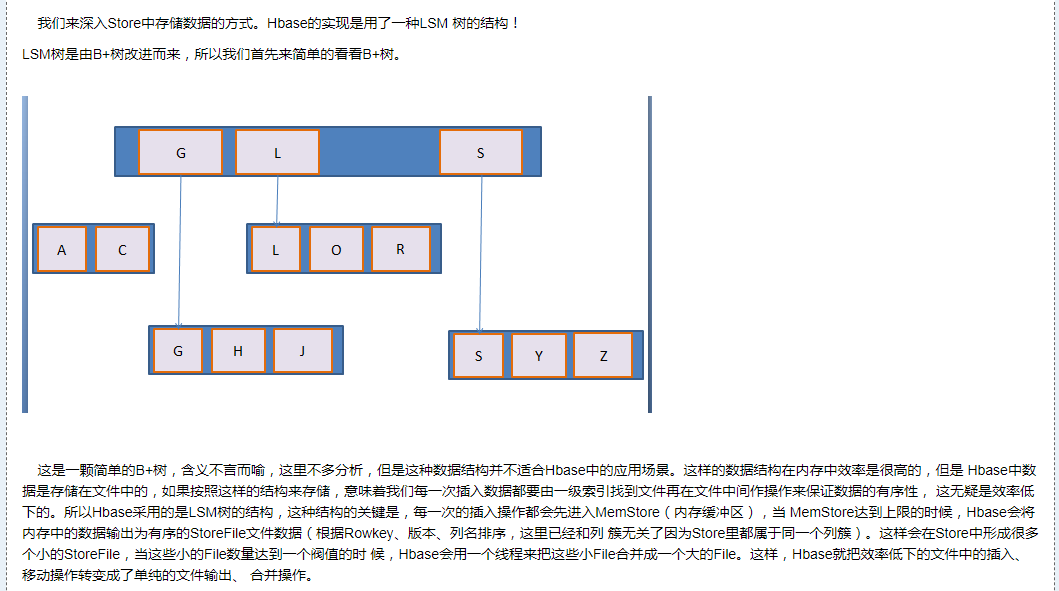 我们来深入Store中存储数据的方式。Hbase的实现是用了一种LSM 树的结构！
LSM树是由B+树改进而来，所以我们首先来简单的看看B+树。
G L S
A C L O R
G H J S Y Z
这是一颗简单的B+树，含义不言而喻，这里不多分析，但是这种数据结构并不适合Hbase中的应用场景。这样的数据结构在内存中效率是很高的，但是 Hbase中数
据是存储在文件中的，如果按照这样的结构来存储，意味着我们每一次插入数据都要由一级索引找到文件再在文件中间作操作来保证数据的有序性， 这无疑是效率低
下的。所以Hbase采用的是LSM树的结构，这种结构的关键是，每一次的插入操作都会先进入MemStore（内存缓冲区），当 MemStore达到上限的时候，Hbase会将
内存中的数据输出为有序的StoreFile文件数据（根据Rowkey、版本、列名排序，这里已经和列 簇无关了因为Store里都属于同一个列簇）。这样会在Store中形成很多
个小的StoreFile，当这些小的File数量达到一个阀值的时 候，Hbase会用一个线程来把这些小File合并成一个大的File。这样，Hbase就把效率低下的文件中的插入、
移动操作转变成了单纯的文件输出、 合并操作。